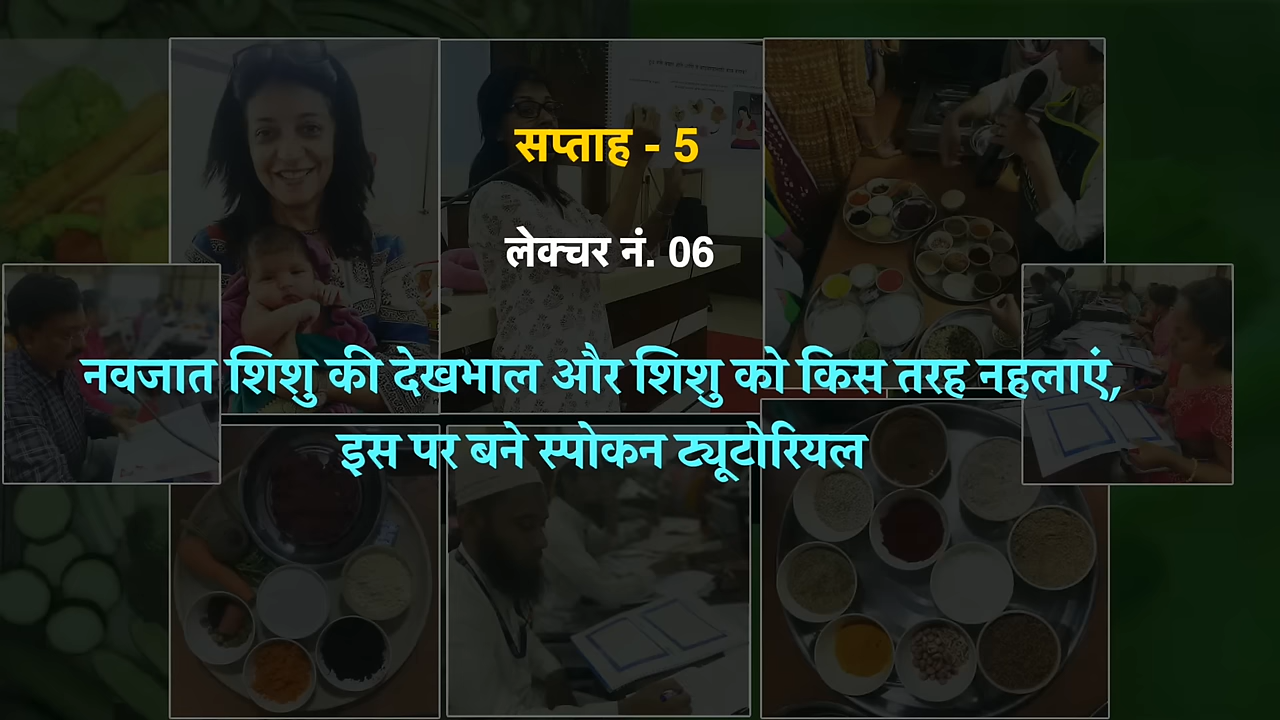 सप्ताह - 5
लेक्चर नं. 06
नवजात शिशु की देखभाल और शिशु को किस तरह नहलाएं,
इस पर बने स्पोकन ट्यूटोरियल